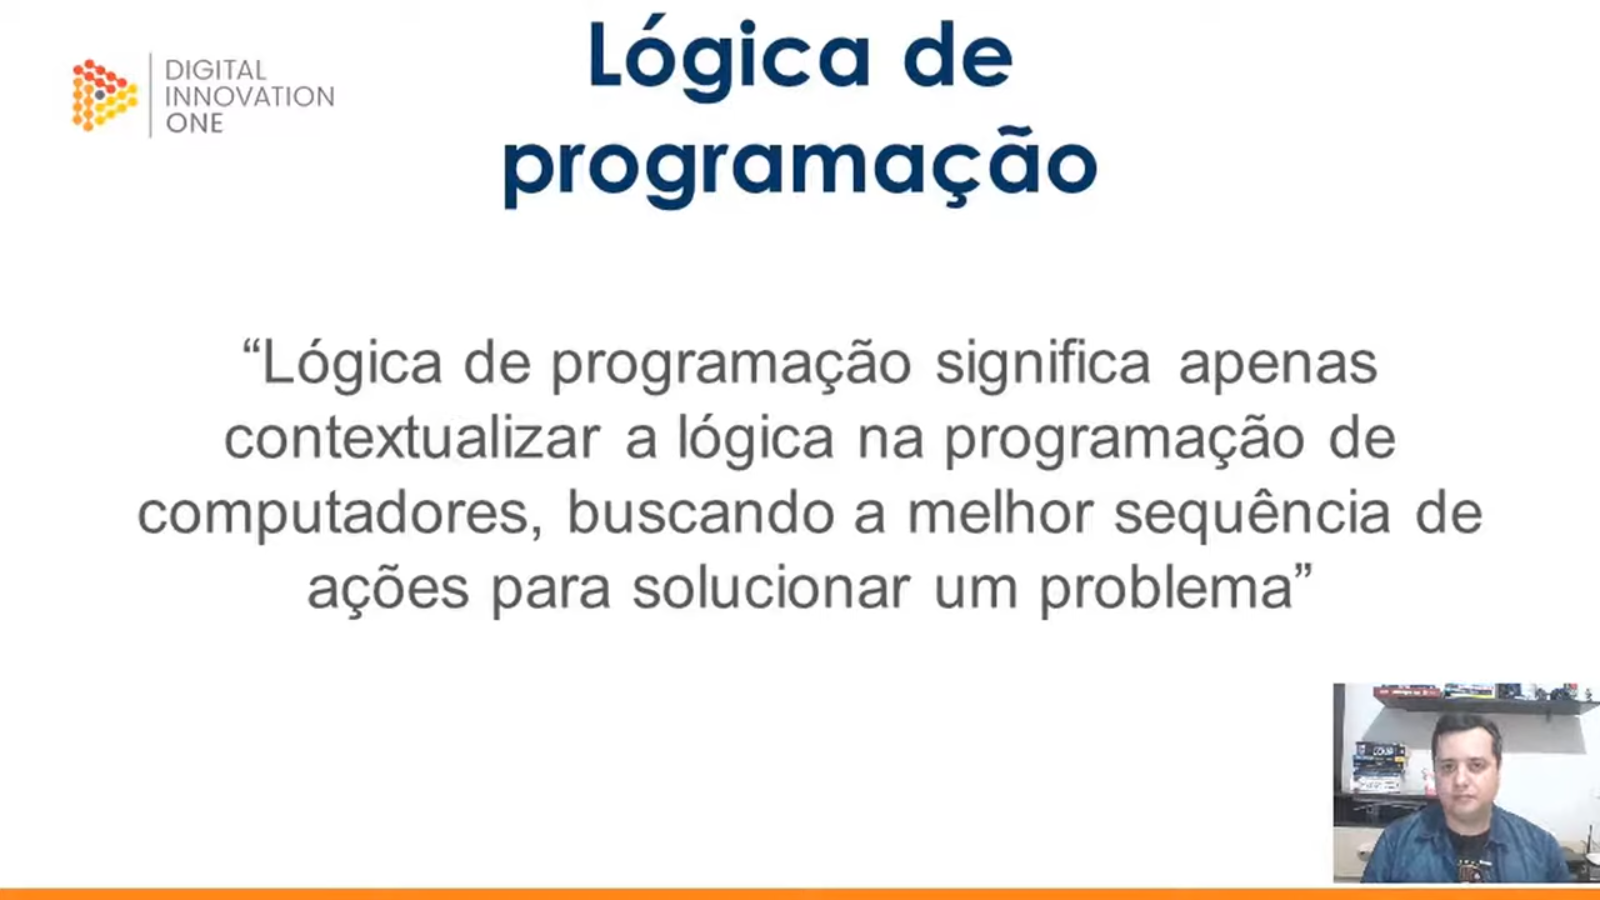 DIGITAL
INNOVATION
ONE
Lógica de
programação
“Lógica de programação significa apenas
contextualizar a lógica na programação de
computadores, buscando a melhor sequência de
ações para solucionar um problema”